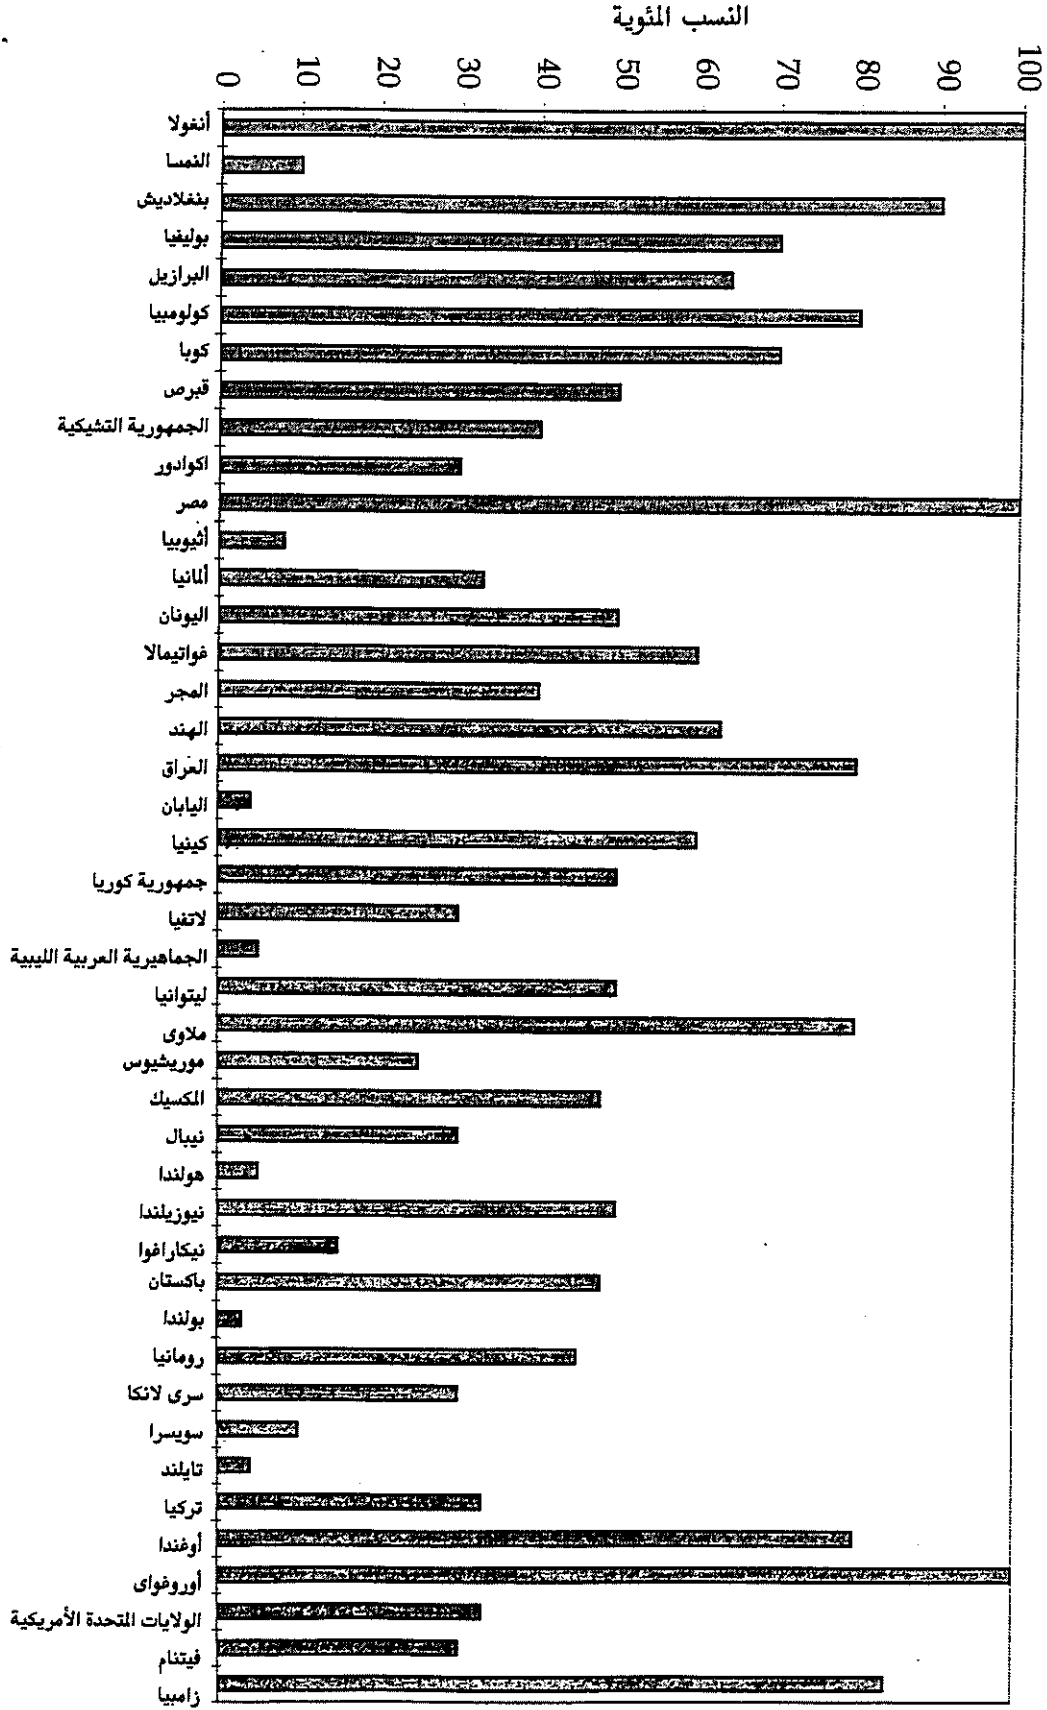 النسب المئوية
0
10
20
30
40
50
60
70
80
90
100
أنغولا
النمسا
بنغلاديش
بوليفيا
البرازيل
كولومبيا
كوبا
قبرص
الجمهورية التشيكية
اكوادور
مصر
أثيوبيا
ألمانيا
اليونان
غواتيمالا
المجر
الهند
العراق
اليابان
كينيا
جمهورية كوريا
لاتفيا
الجماهيرية العربية الليبية
ليتوانيا
ملاوى
موريشيوس
المكسيك
نيبال
هولندا
نيوزيلندا
نيكاراغوا
باكستان
بولندا
رومانيا
سرى لانكا
سويسرا
تايلند
تركيا
أوغندا
أوروغواى
الولايات المتحدة الأمريكية
فيتنام
زامبيا